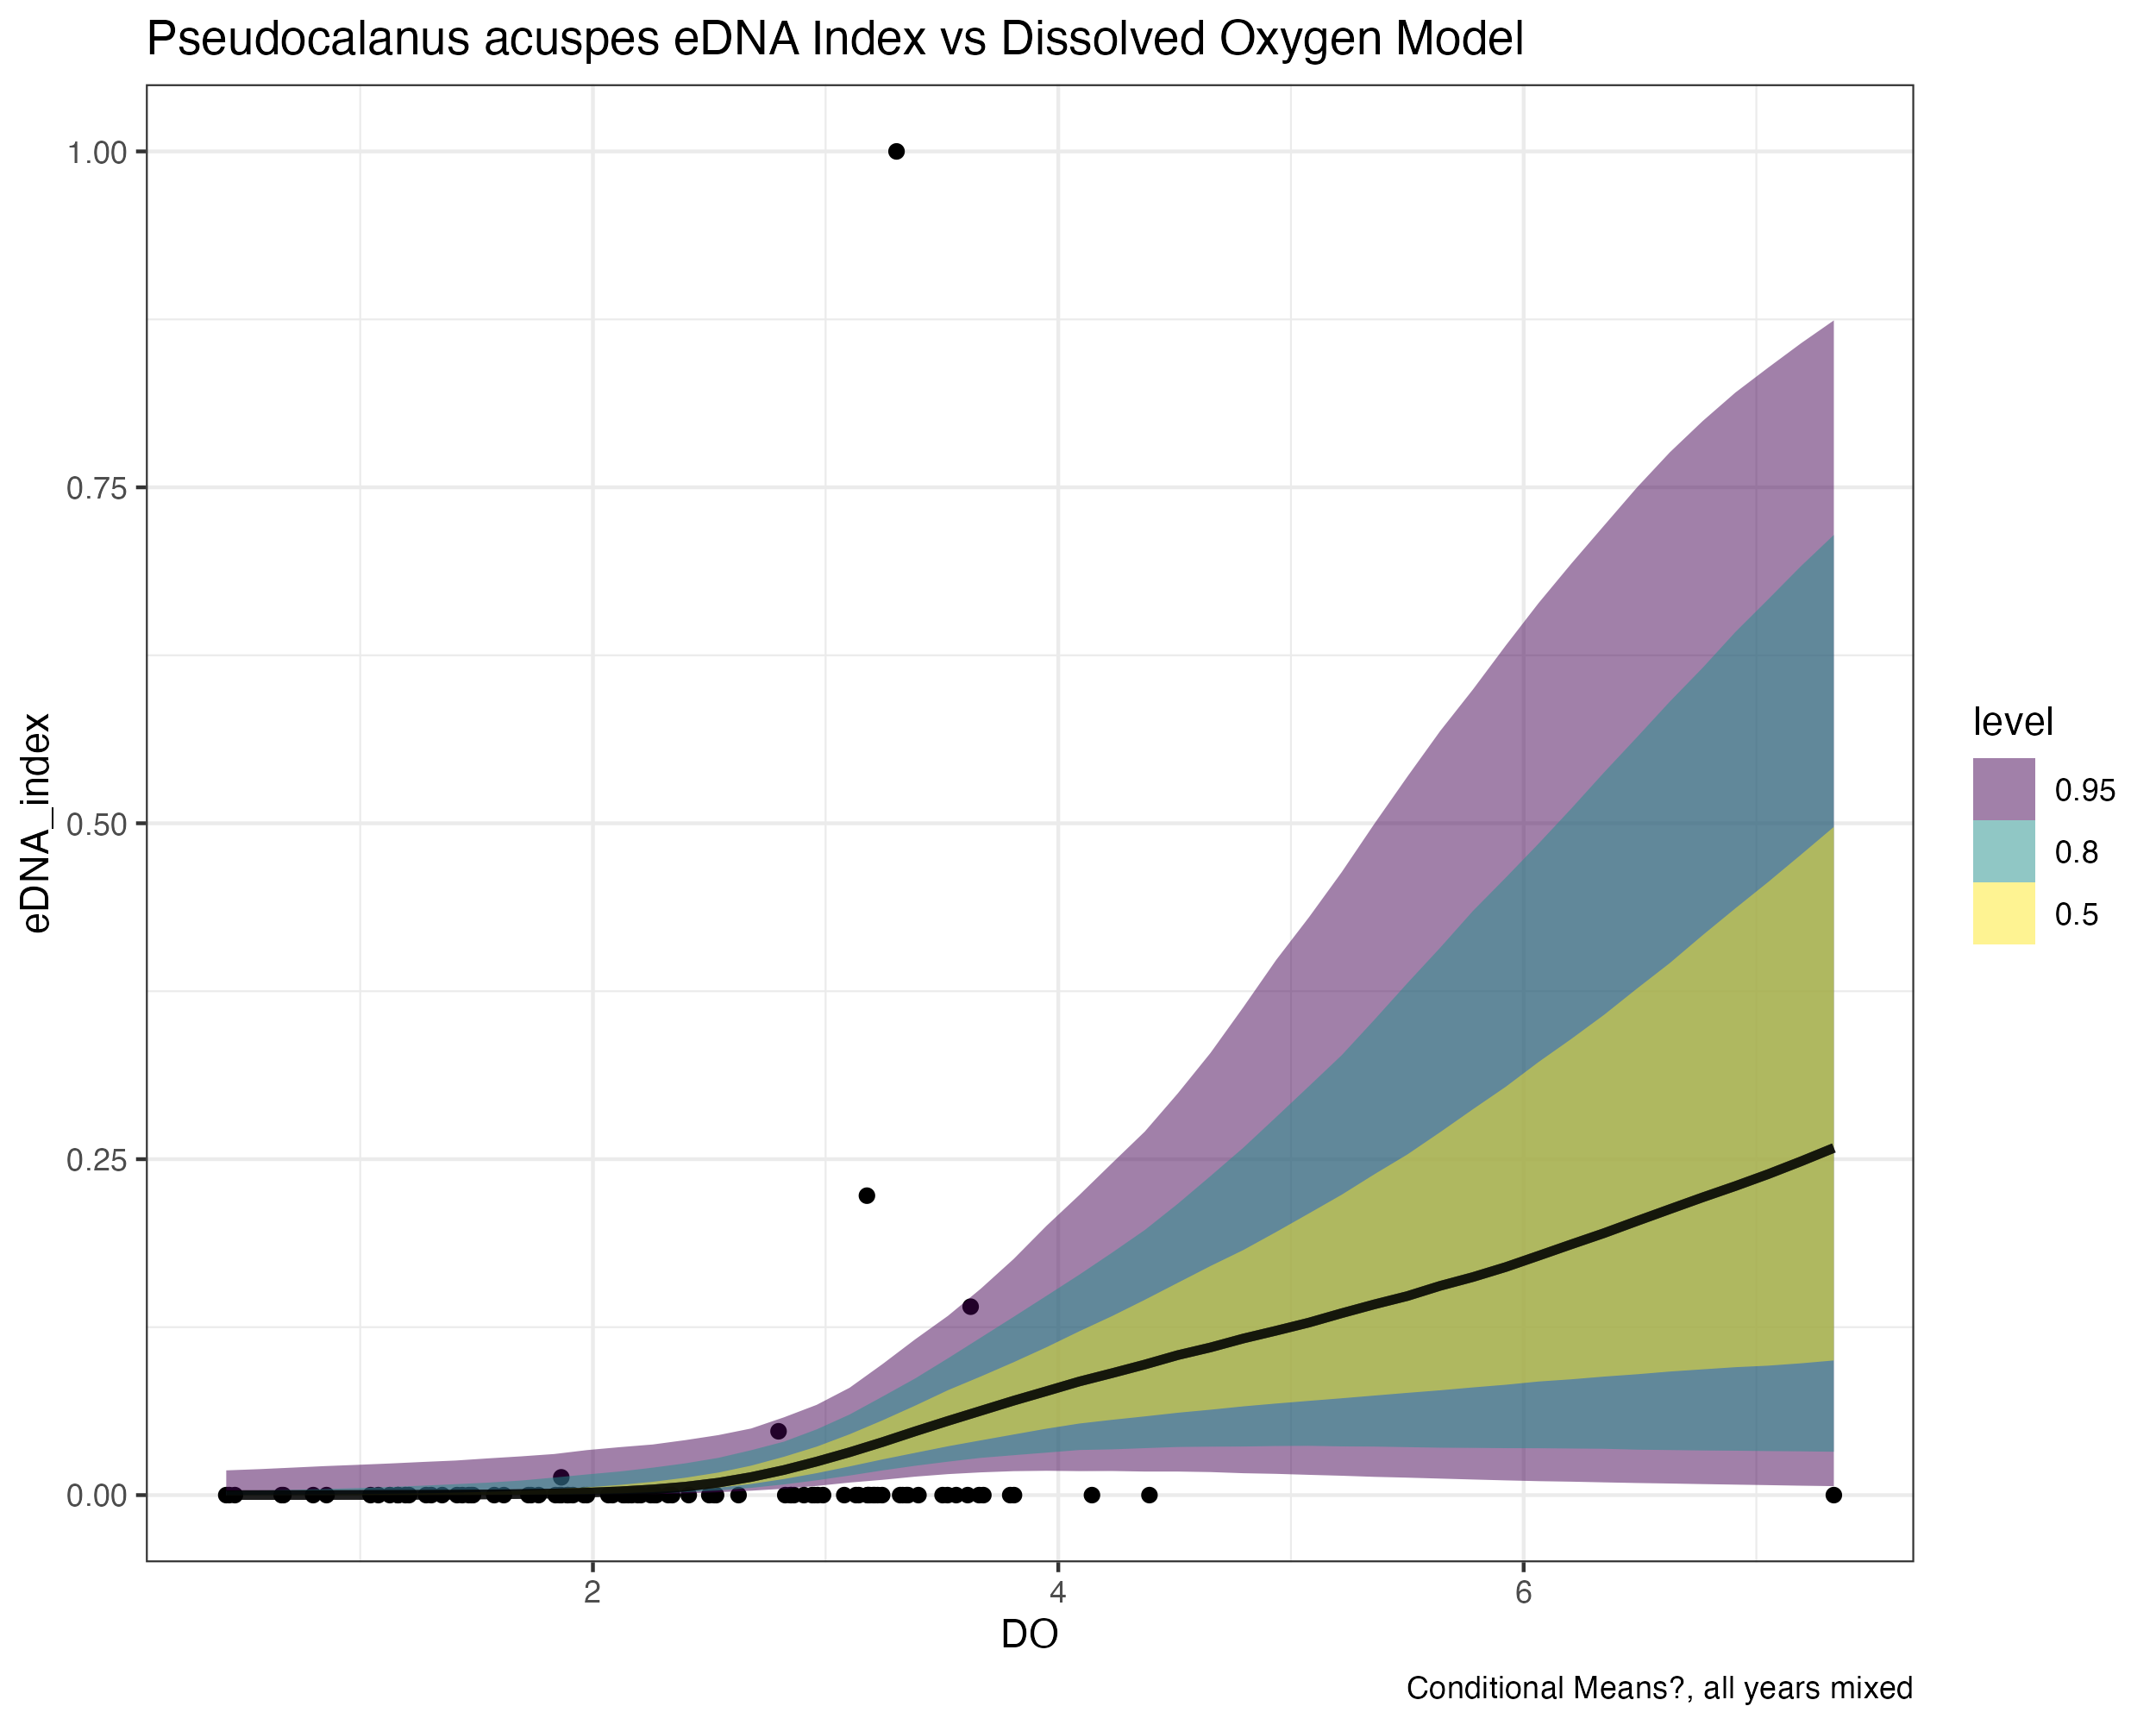 Pseudocalanus acuspes eDNA Index vs Dissolved Oxygen Model
1.00
0.75
0.50
0.25
0.00
eDNA_index
2
4
6
DO
level
0.95
0.8
0.5
Conditional Means?, all years mixed